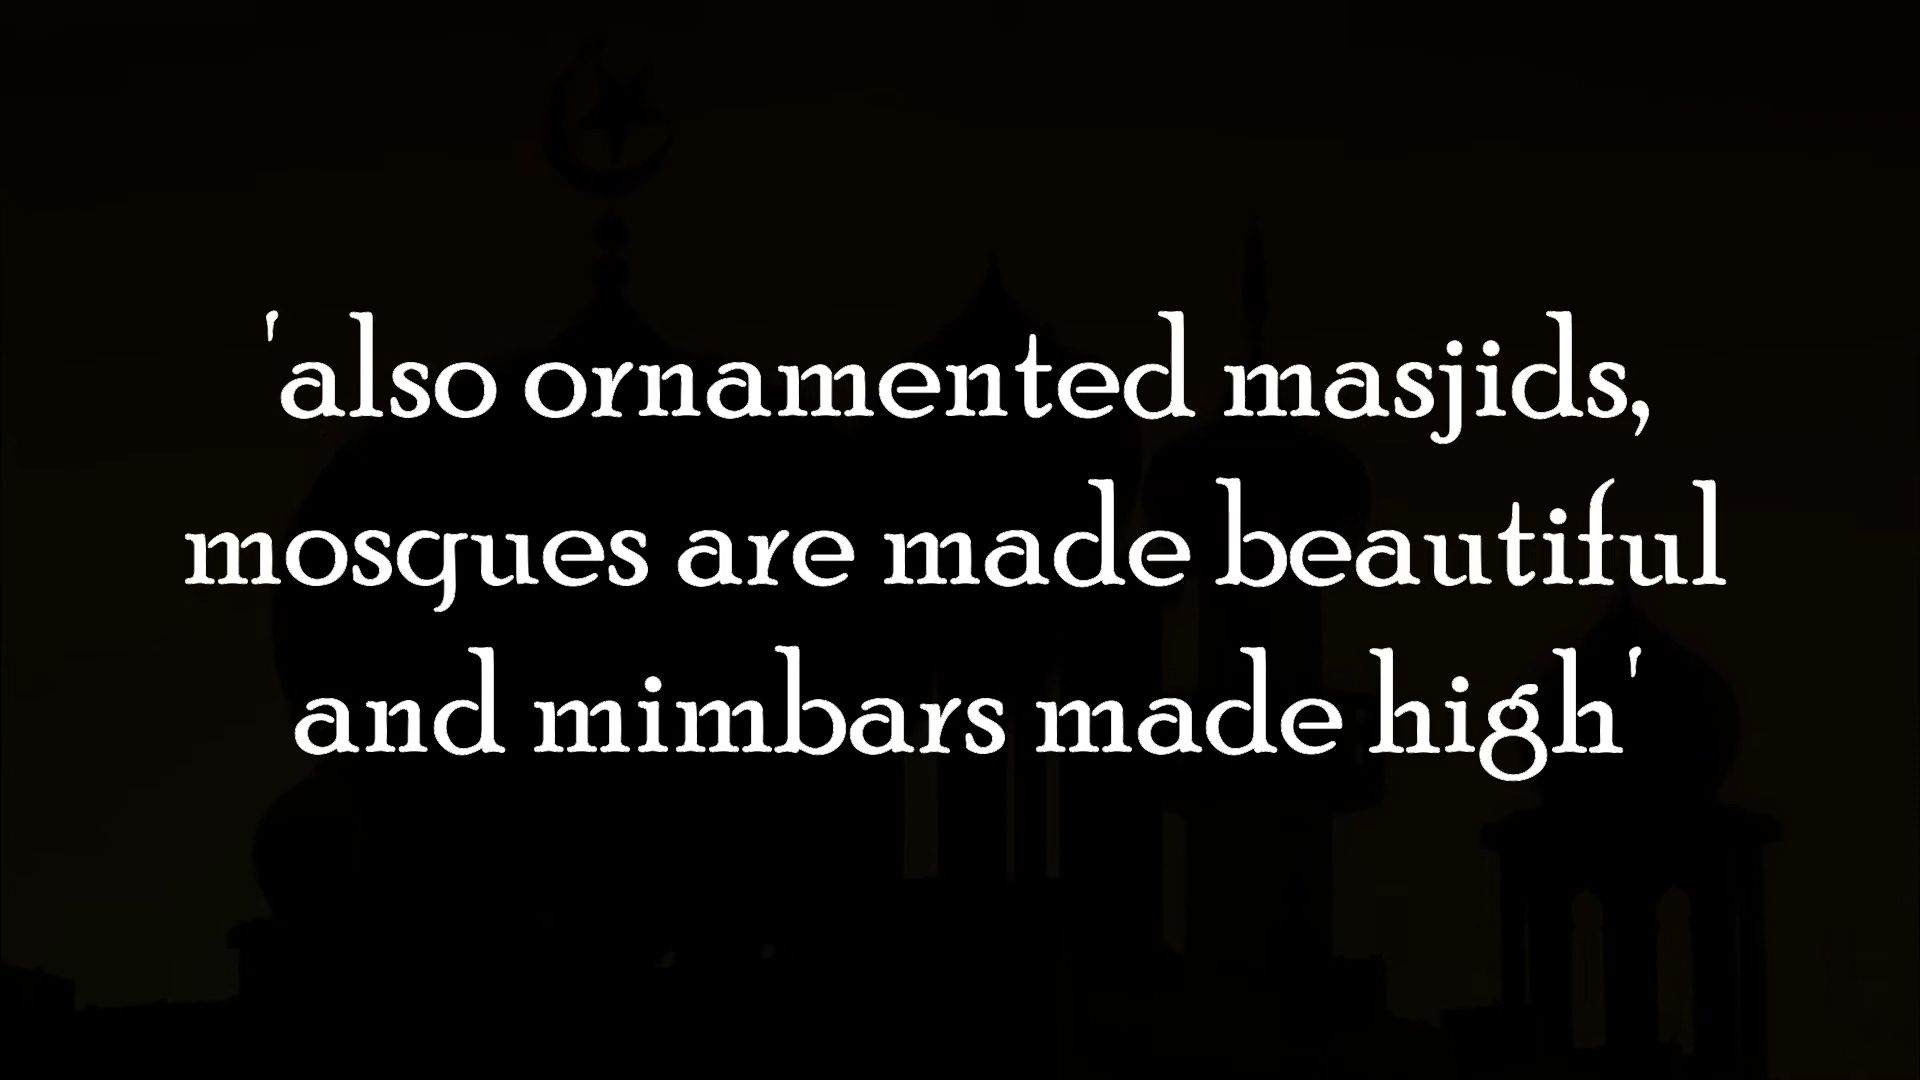 'also ornamented masjids,
mosques are made beautiful
and mimbars made high'